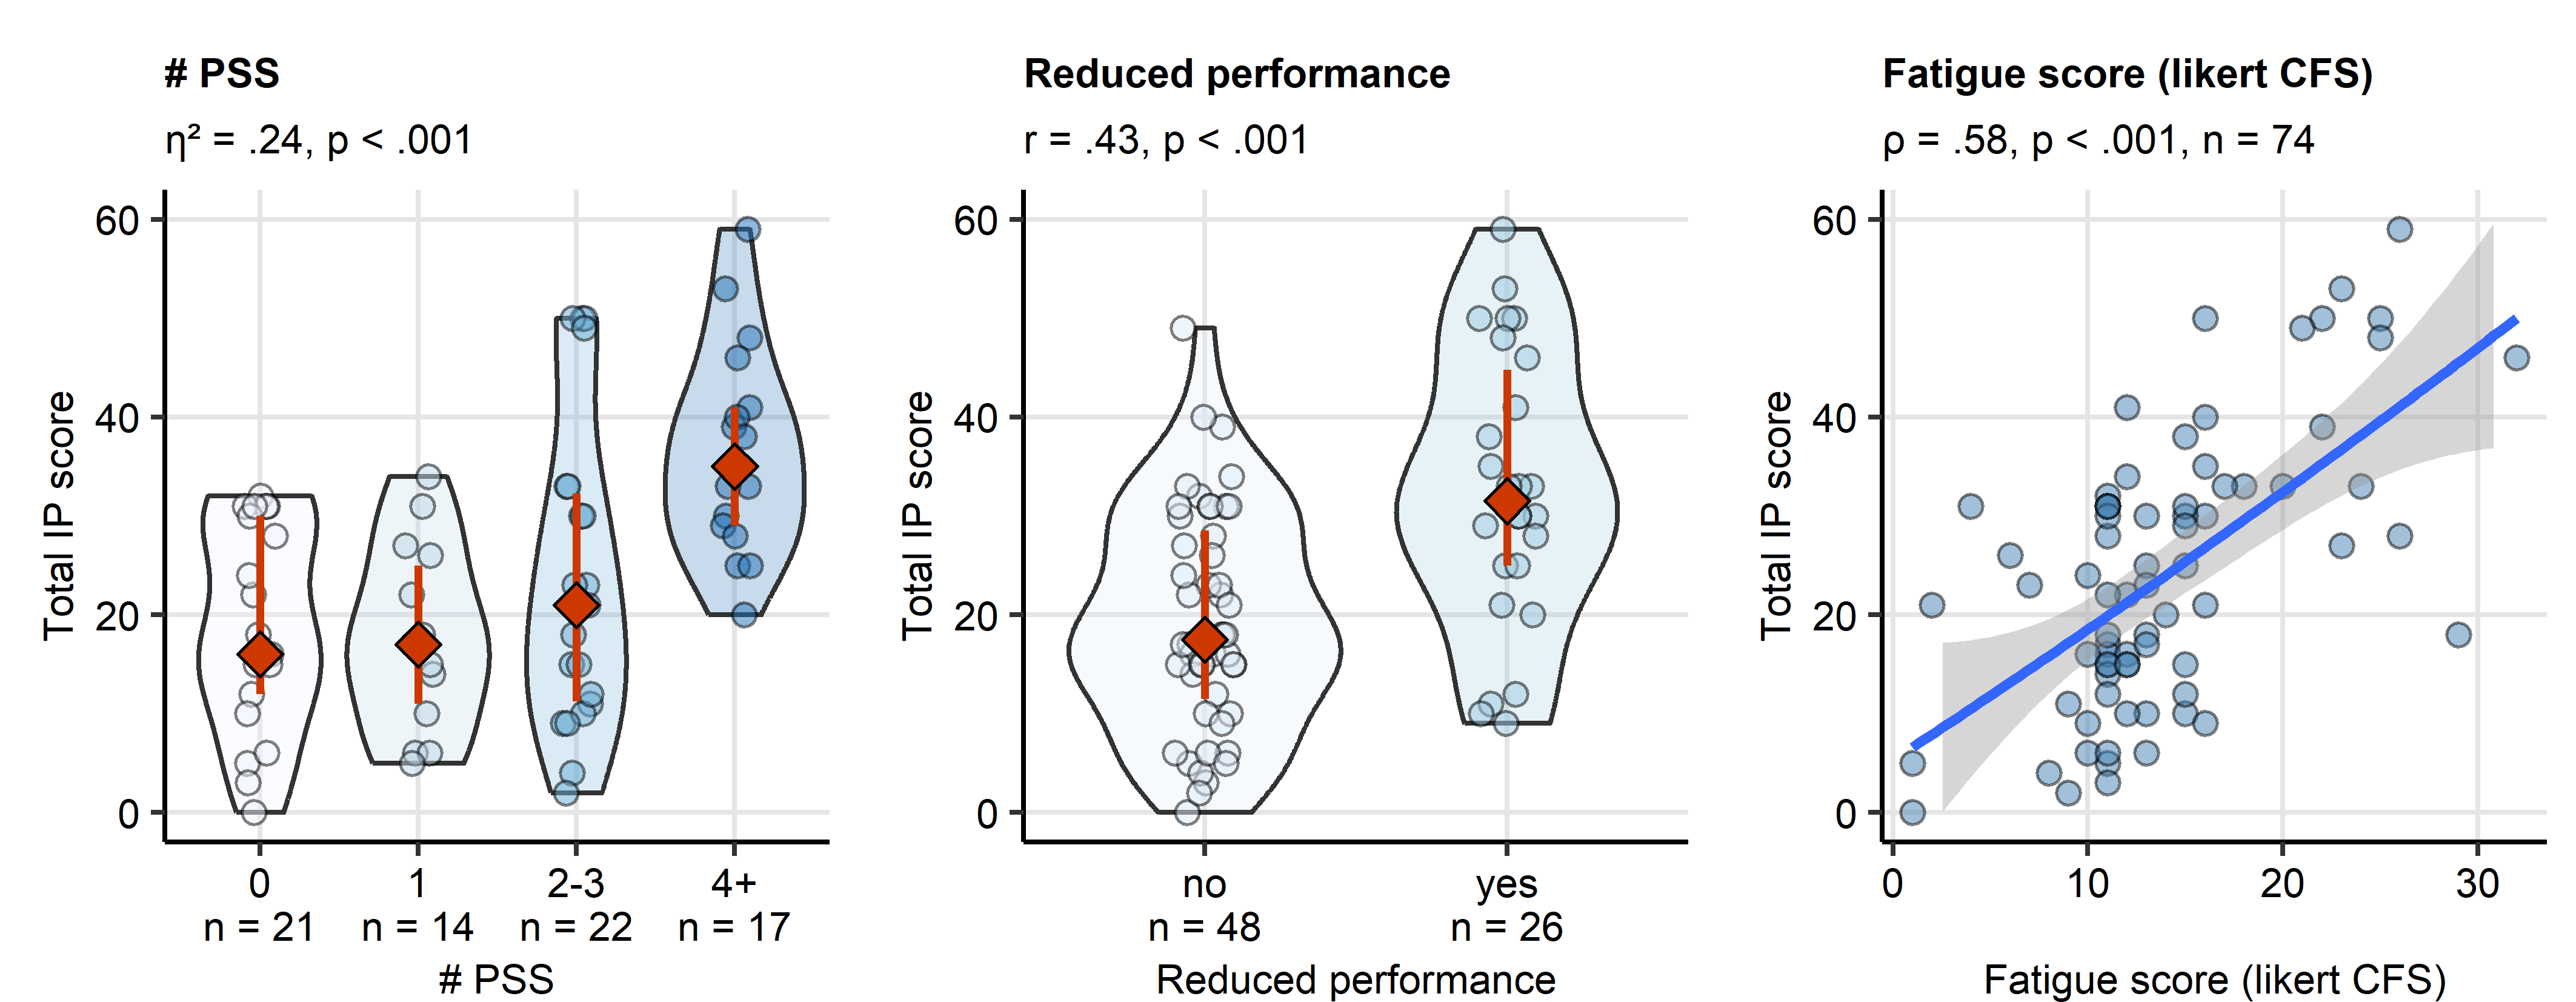 # PSS
η² = .24, p < .001
Total IP score
60
40
20
0
0
1
2-3
4+
n = 21
n = 14
n = 22
n = 17
# PSS
Reduced performance
r = .43, p < .001
Total IP score
60
40
20
0
no
yes
n = 48
n = 26
Reduced performance
Fatigue score (likert CFS)
ρ = .58, p < .001, n = 74
Total IP score
60
40
20
0
0
10
20
30
Fatigue score (likert CFS)